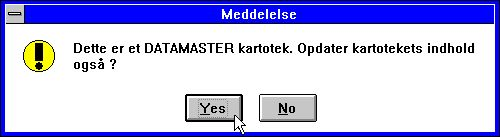 Meddelelse
Dette er et DATAMASTER kartotek. Opdater kartotekets indhold
også ?
Yes
No